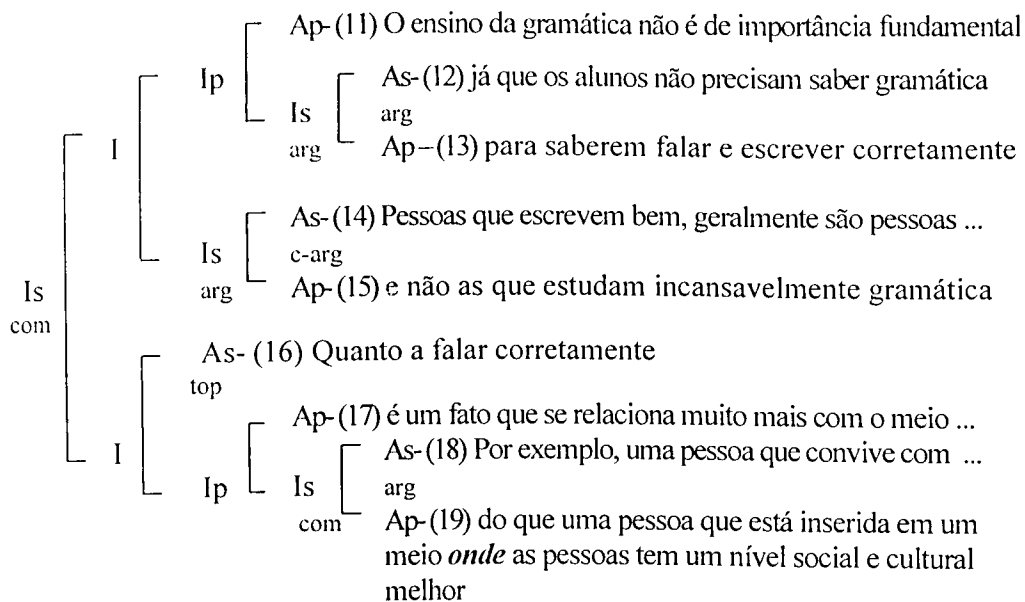 Ap- (11) O ensino da gramática não é de importância fundamental
Ip
As- (12) já que os alunos não precisam saber gramática
Is
arg
arg
Ap–(13) para saberem falar e escrever corretamente
I
As- (14) Pessoas que escrevem bem, geralmente são pessoas ...
Is
c-arg
arg
Ap- (15) e não as que estudam incansavelmente gramática
Is
com
As- (16) Quanto a falar corretamente
top
Ap- (17) é um fato que se relaciona muito mais com o meio ...
I
As- (18) Por exemplo, uma pessoa que convive com ...
Ip
Is
arg
com
Ap- (19) do que uma pessoa que está inserida em um
meio onde as pessoas tem um nível social e cultural
melhor